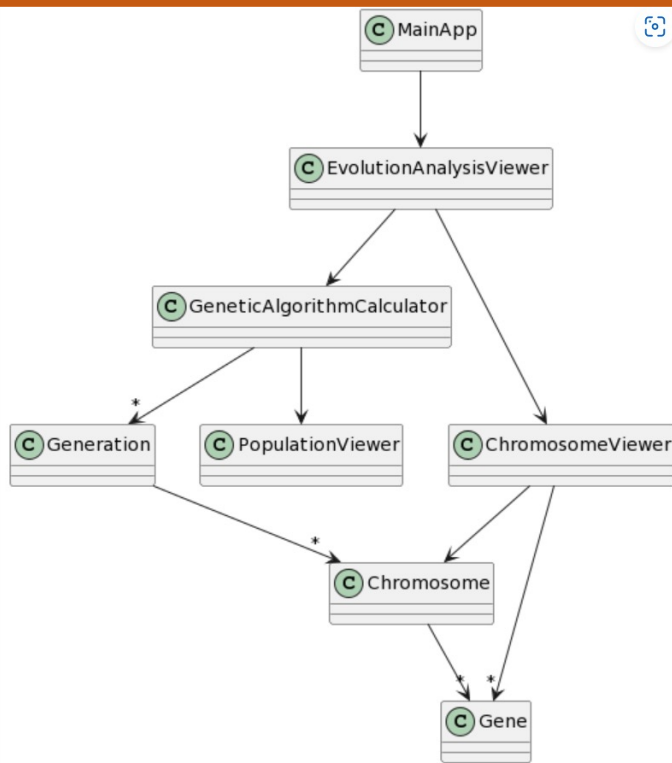 C MainApp
C EvolutionAnalysisViewer
C GeneticAlgorithmCalculator
*
C Generation
C PopulationViewer
C ChromosomeViewer
*
C Chromosome
* *
C Gene